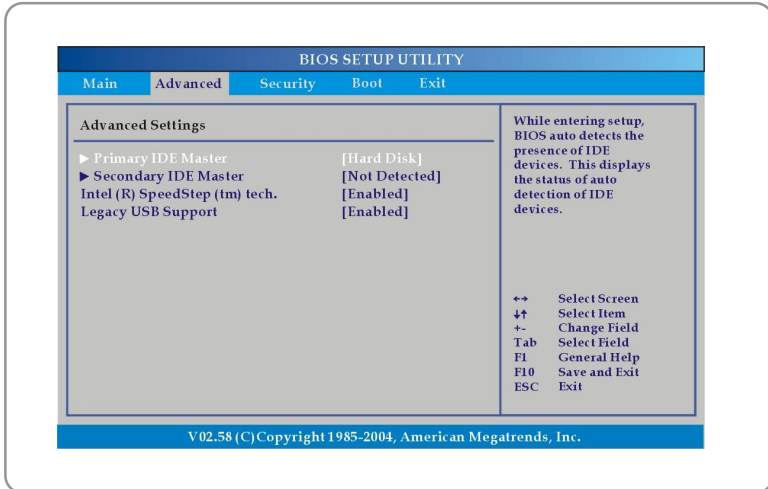 BIOS SETUP UTILITY
Main Advanced Security Boot Exit
Advanced Settings
▶ Primary IDE Master [Hard Disk]
▶ Secondary IDE Master [Not Detected]
Intel (R) SpeedStep (tm) tech. [Enabled]
Legacy USB Support [Enabled]
While entering setup,
BIOS auto detects the
presence of IDE
devices. This displays
the status of auto
detection of IDE
devices.
←→ Select Screen
↓↑ Select Item
+- Change Field
Tab Select Field
F1 General Help
F10 Save and Exit
ESC Exit
V02.58 (C)Copyright 1985-2004, American Megatrends, Inc.